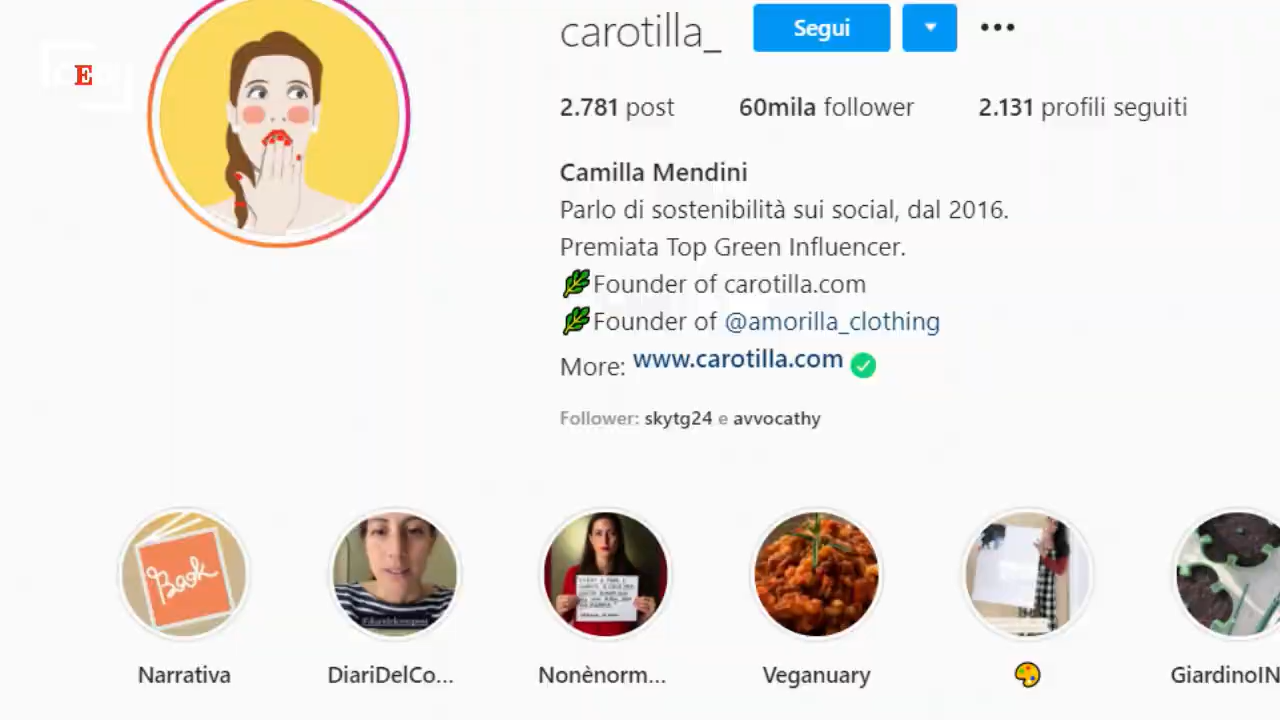 E
carotilla_
Segui
2.781 post 60mila follower 2.131 profili seguiti
Camilla Mendini
Parlo di sostenibilità sui social, dal 2016.
Premiata Top Green Influencer.
Founder of carotilla.com
Founder of @amorilla_clothing
More: www.carotilla.com
Follower: skytg24 e avvocathy
Book
Narrativa
DiariDelCo...
Nonènorm...
Veganuary
GiardinoIN